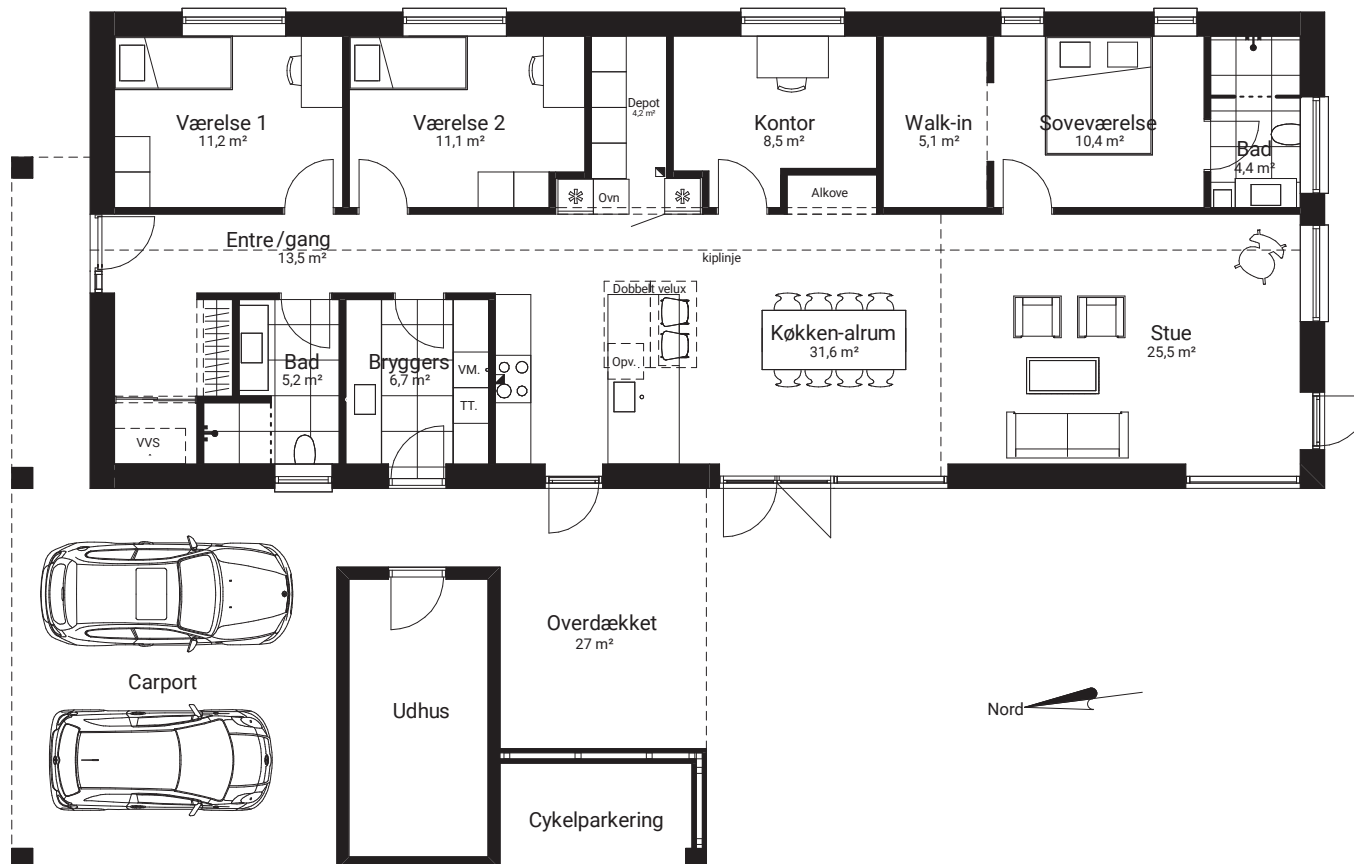 Værelse 1
11,2 m²
Værelse 2
11,1 m²
Depot
4,2 m²
Kontor
8,5 m²
Walk-in
5,1 m²
Soveværelse
10,4 m²
Bad
4,4 m²
Ovn
Alkove
Entre/gang
13,5 m²
kiplinje
Dobbelt velux
Bad
5,2 m²
Bryggers
6,7 m²
VM.
TT.
Opv.
Køkken-alrum
31,6 m²
Stue
25,5 m²
VVS
Overdækket
27 m²
Carport
Udhus
Nord
Cykelparkering